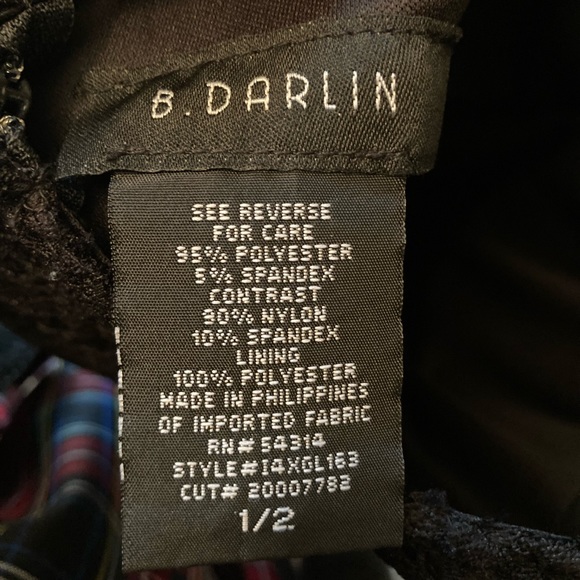 B.DARLIN
SEE REVERSE
FOR CARE
95% POLYESTER
5% SPANDEX
CONTRAST
90% NYLON
10% SPANDEX
LINING
100% POLYESTER
MADE IN PHILIPPINES
OF IMPORTED FABRIC
RN# 54314
STYLE#I4XGL163
CUT# 20007782
1/2